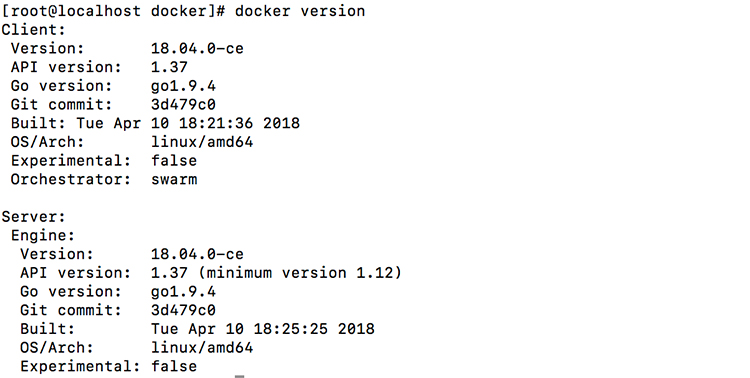 [root@localhost docker]# docker version
Client:
 Version:      18.04.0-ce
 API version:  1.37
 Go version:   go1.9.4
 Git commit:   3d479c0
 Built: Tue Apr 10 18:21:36 2018
 OS/Arch:      linux/amd64
 Experimental: false
 Orchestrator: swarm

Server:
 Engine:
  Version:      18.04.0-ce
  API version:  1.37 (minimum version 1.12)
  Go version:   go1.9.4
  Git commit:   3d479c0
  Built:        Tue Apr 10 18:25:25 2018
  OS/Arch:      linux/amd64
  Experimental: false